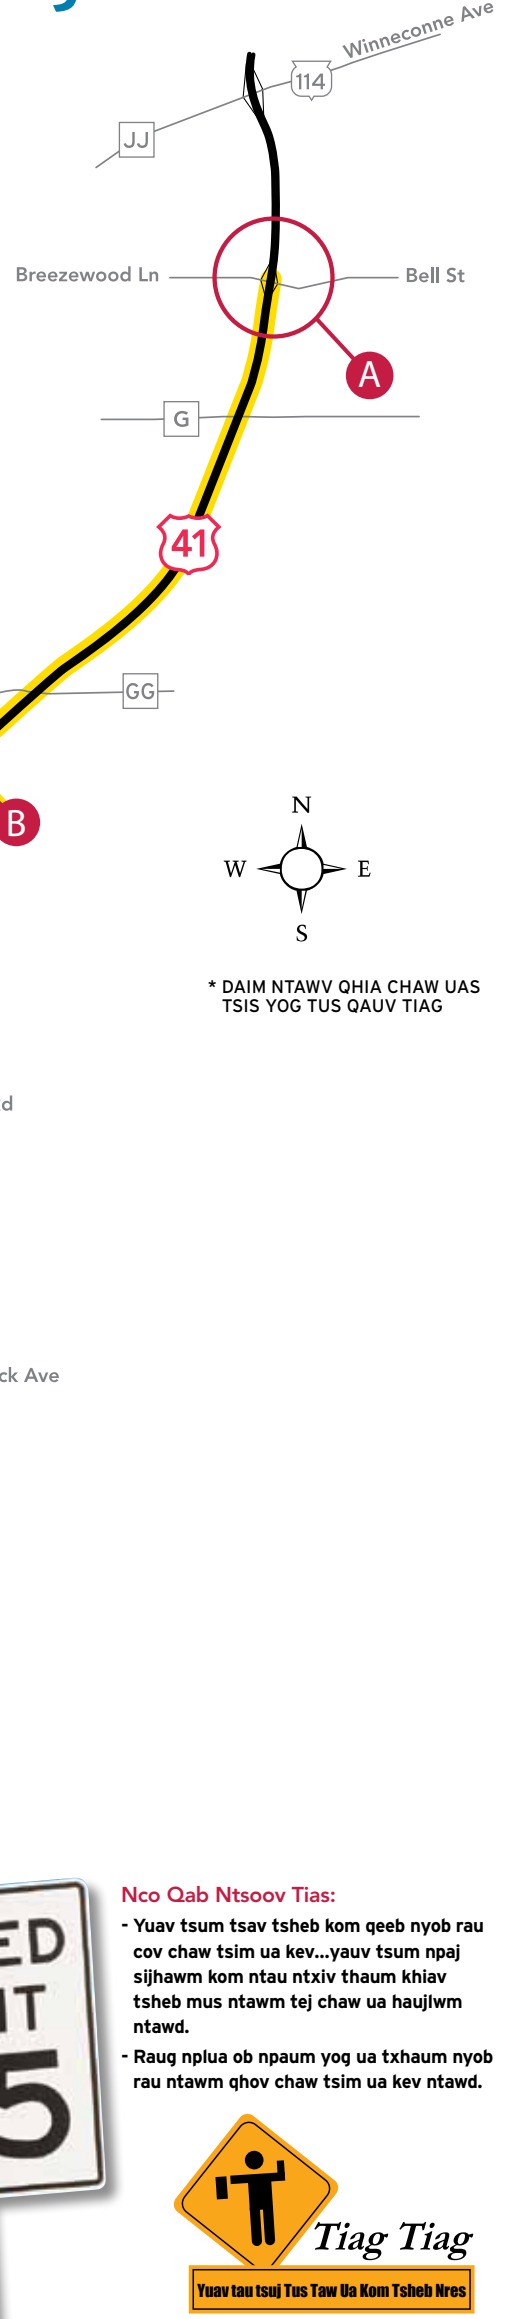 Winneconne Ave
114
JJ
Breezewood Ln
Bell St
A
G
41
GG
B
N
W E
S
* DAIM NTAWV QHIA CHAW UAS
TSIS YOG TUS QAUV TIAG
ck Ave
ED
IT
5
Nco Qab Ntsoov Tias:
- Yuav tsum tsav tsheb kom qeeb nyob rau
cov chaw tsim ua kev...yauv tsum npaj
sijhawm kom ntau ntxiv thaum khiav
tsheb mus ntawm tej chaw ua haujlwm
ntawd.
- Raug nplua ob npaum yog ua txhaum nyob
rau ntawm qhov chaw tsim ua kev ntawd.
Tiag Tiag
Yuav tau tsuj Tus Taw Ua Kom Tsheb Nres